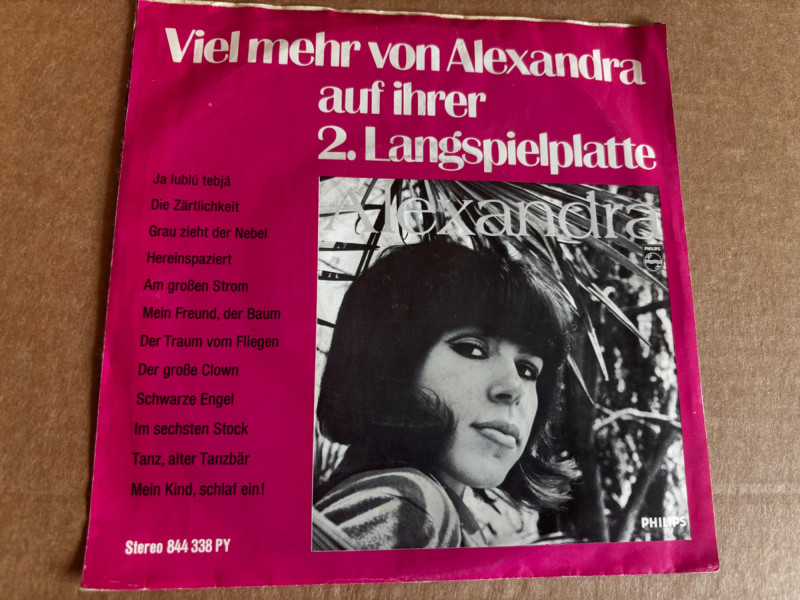 Viel mehr von Alexandra
auf ihrer
2. Langspielplatte
Ja lublú tebjá
Die Zärtlichkeit
Grau zieht der Nebel
Hereinspaziert
Am großen Strom
Mein Freund, der Baum
Der Traum vom Fliegen
Der große Clown
Schwarze Engel
Im sechsten Stock
Tanz, alter Tanzbär
Mein Kind, schlaf ein!
Stereo 844 338 PY
Alexandra
PHILIPS
PHILIPS